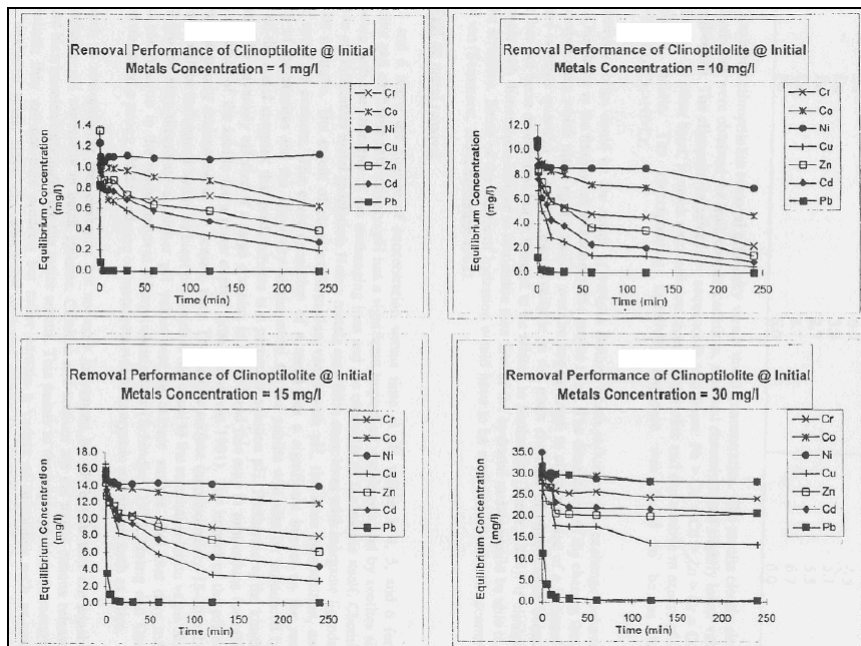 Removal Performance of Clinoptilolite @ Initial
Metals Concentration = 1 mg/l
Equilibrium Concentration
(mg/l)
1.4
1.2
1.0
0.8
0.6
0.4
0.2
0.0
0 50 100 150 200 250
Time (min)
Cr
Co
Ni
Cu
Zn
Cd
Pb
Removal Performance of Clinoptilolite @ Initial
Metals Concentration = 10 mg/l
Equilibrium Concentration
(mg/l)
12.0
10.0
8.0
6.0
4.0
2.0
0.0
0 50 100 150 200 250
Time (min)
Cr
Co
Ni
Cu
Zn
Cd
Pb
Removal Performance of Clinoptilolite @ Initial
Metals Concentration = 15 mg/l
Equilibrium Concentration
(mg/l)
18.0
16.0
14.0
12.0
10.0
8.0
6.0
4.0
2.0
0.0
0 50 100 150 200 250
Time (min)
Cr
Co
Ni
Cu
Zn
Cd
Pb
Removal Performance of Clinoptilolite @ Initial
Metals Concentration = 30 mg/l
Equilibrium Concentration
(mg/l)
35.0
30.0
25.0
20.0
15.0
10.0
5.0
0.0
0 50 100 150 200 250
Time (min)
Cr
Co
Ni
Cu
Zn
Cd
Pb